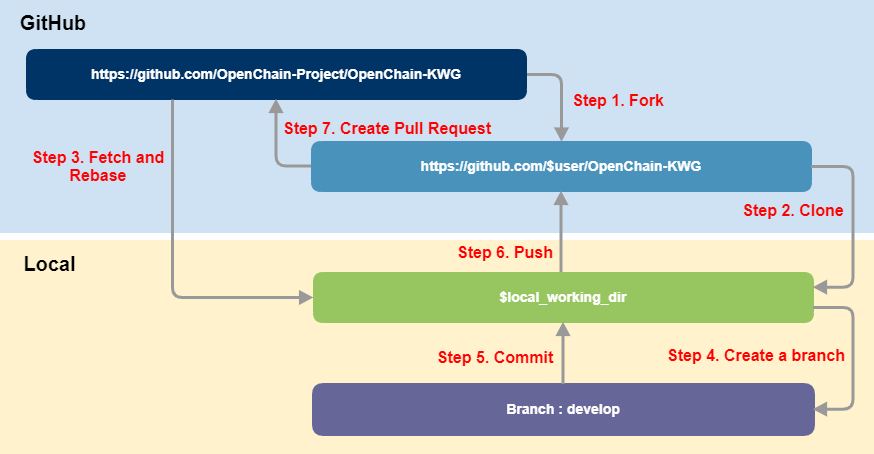 GitHub
https://github.com/OpenChain-Project/OpenChain-KWG
Step 1. Fork
Step 7. Create Pull Request
Step 3. Fetch and
Rebase
https://github.com/$user/OpenChain-KWG
Step 2. Clone
Step 6. Push
Local
$local_working_dir
Step 5. Commit
Step 4. Create a branch
Branch : develop